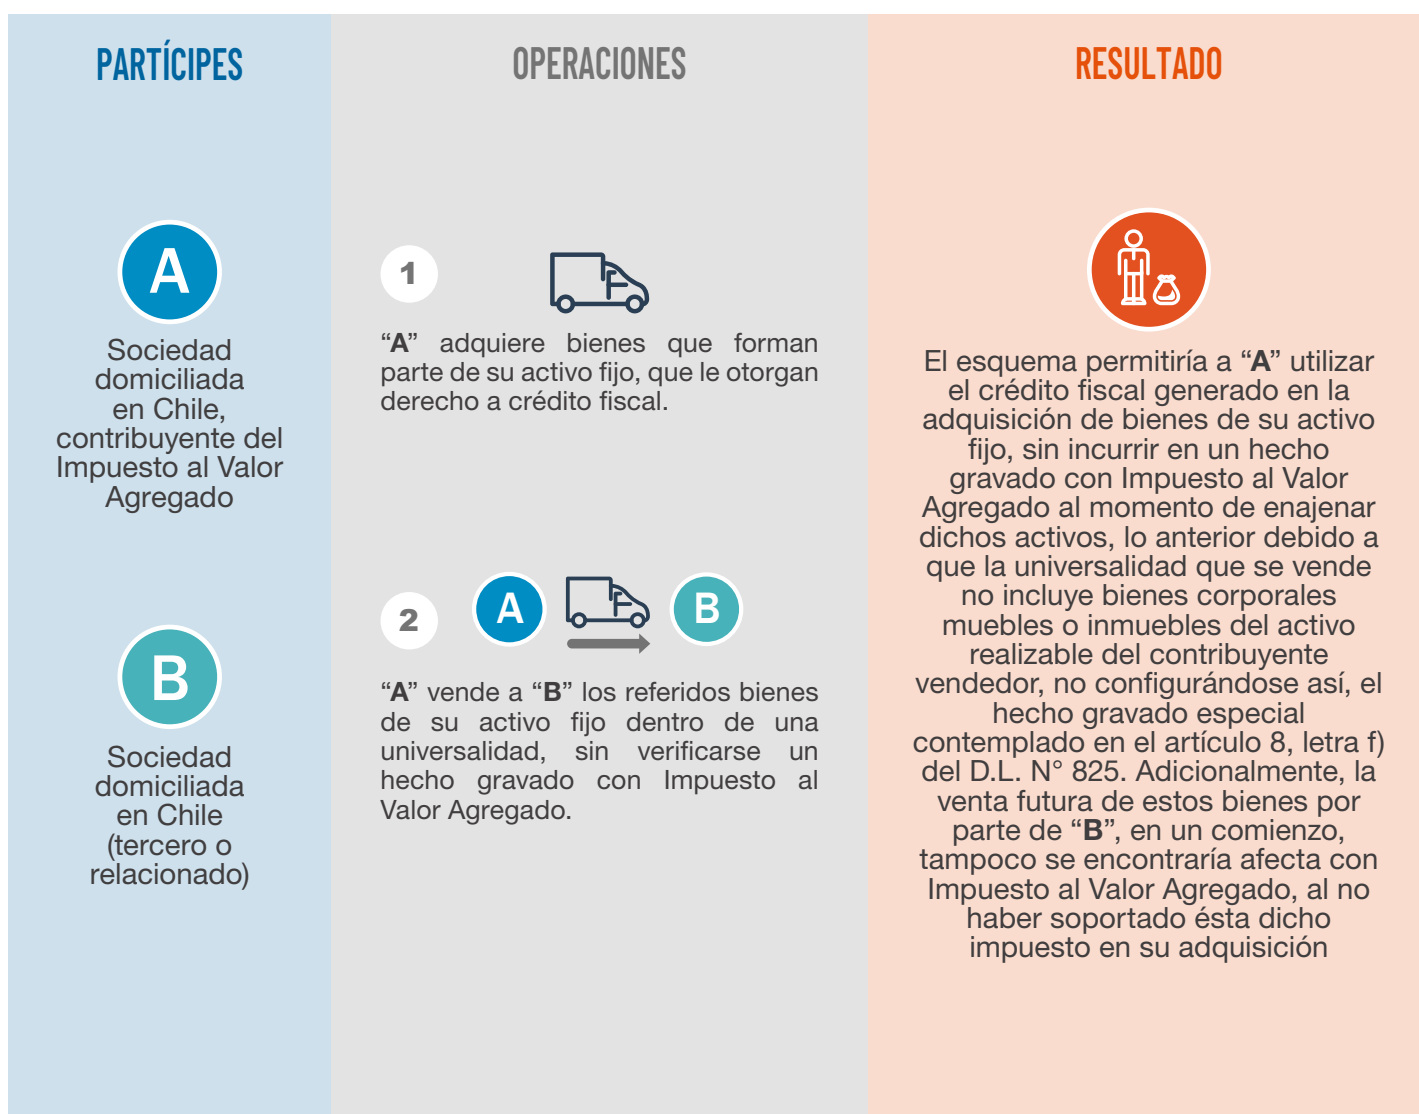 PARTÍCIPES
A
Sociedad
domiciliada
en Chile,
contribuyente del
Impuesto al Valor
Agregado
B
Sociedad
domiciliada
en Chile
(tercero o
relacionado)
OPERACIONES
1
“A” adquiere bienes que forman
parte de su activo fijo, que le otorgan
derecho a crédito fiscal.
2
A
B
“A” vende a “B” los referidos bienes
de su activo fijo dentro de una
universalidad, sin verificarse un
hecho gravado con Impuesto al
Valor Agregado.
RESULTADO
El esquema permitiría a “A” utilizar
el crédito fiscal generado en la
adquisición de bienes de su activo
fijo, sin incurrir en un hecho
gravado con Impuesto al Valor
Agregado al momento de enajenar
dichos activos, lo anterior debido a
que la universalidad que se vende
no incluye bienes corporales
muebles o inmuebles del activo
realizable del contribuyente
vendedor, no configurándose así, el
hecho gravado especial
contemplado en el artículo 8, letra f)
del D.L. N° 825. Adicionalmente, la
venta futura de estos bienes por
parte de “B”, en un comienzo,
tampoco se encontraría afecta con
Impuesto al Valor Agregado, al no
haber soportado ésta dicho
impuesto en su adquisición